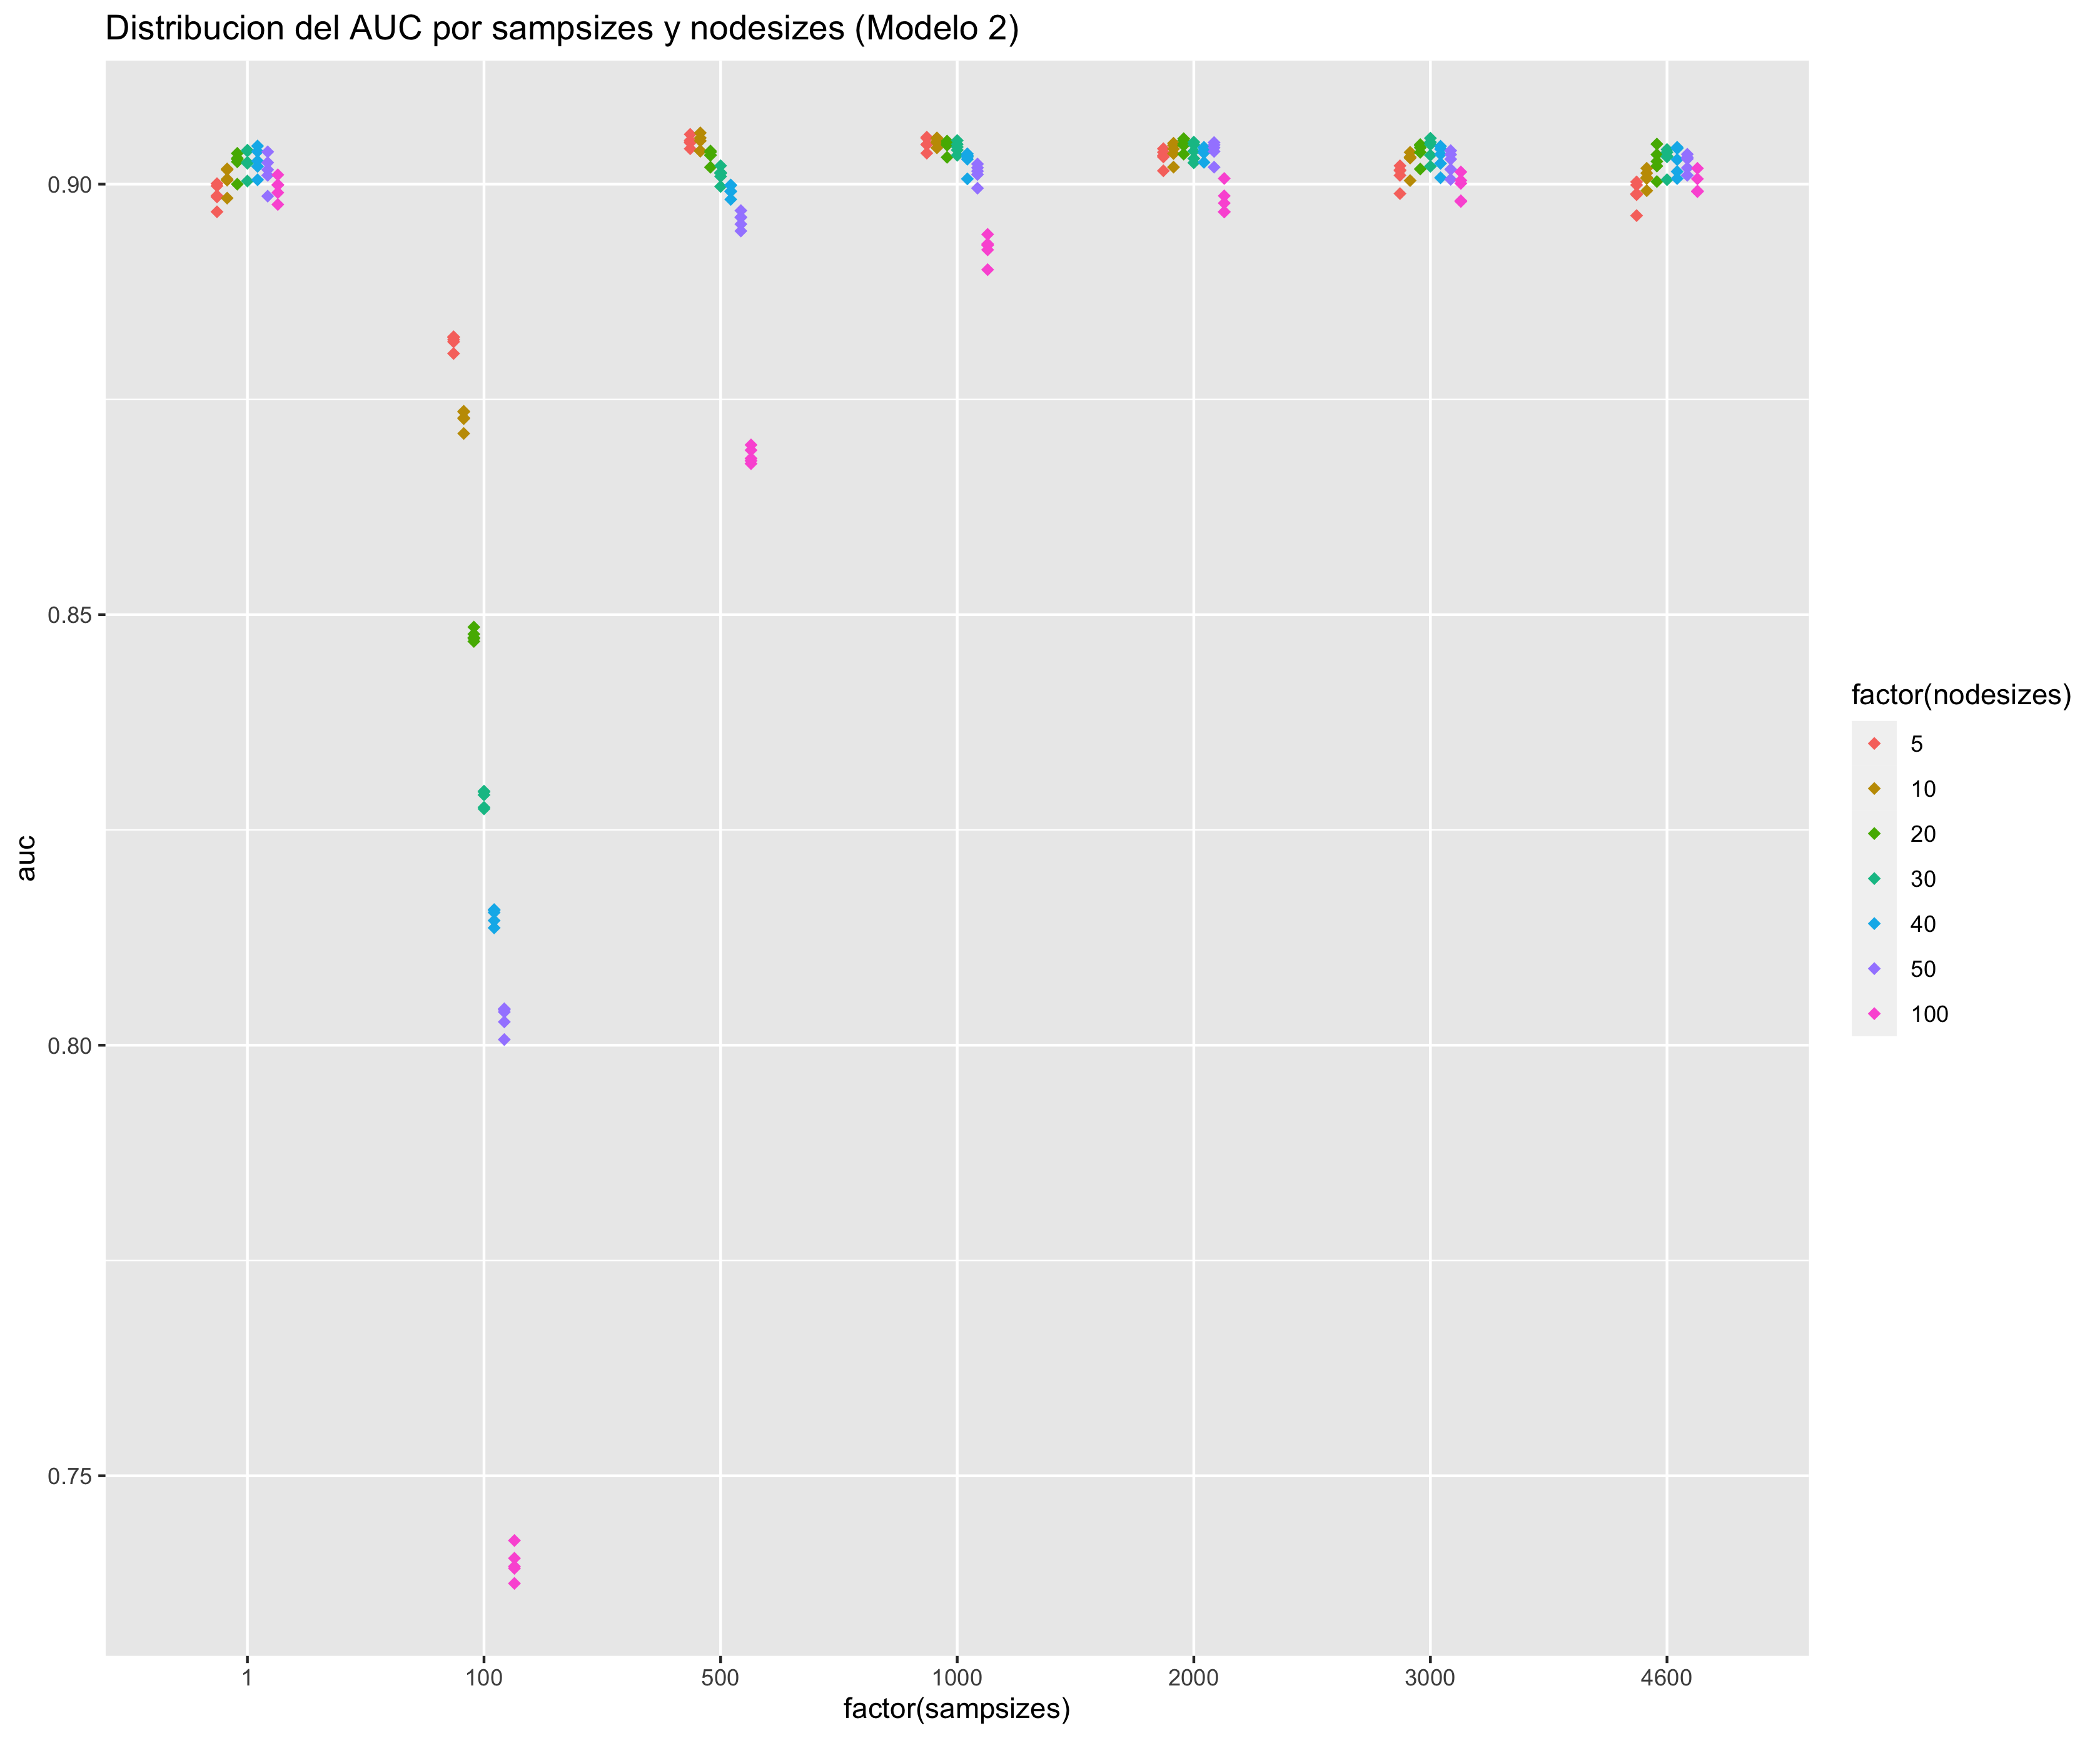 Distribucion del AUC por sampsizes y nodesizes (Modelo 2)
0.90
0.85
0.80
0.75
auc
1 100 500 1000 2000 3000 4600
factor(sampsizes)
factor(nodesizes)
5
10
20
30
40
50
100